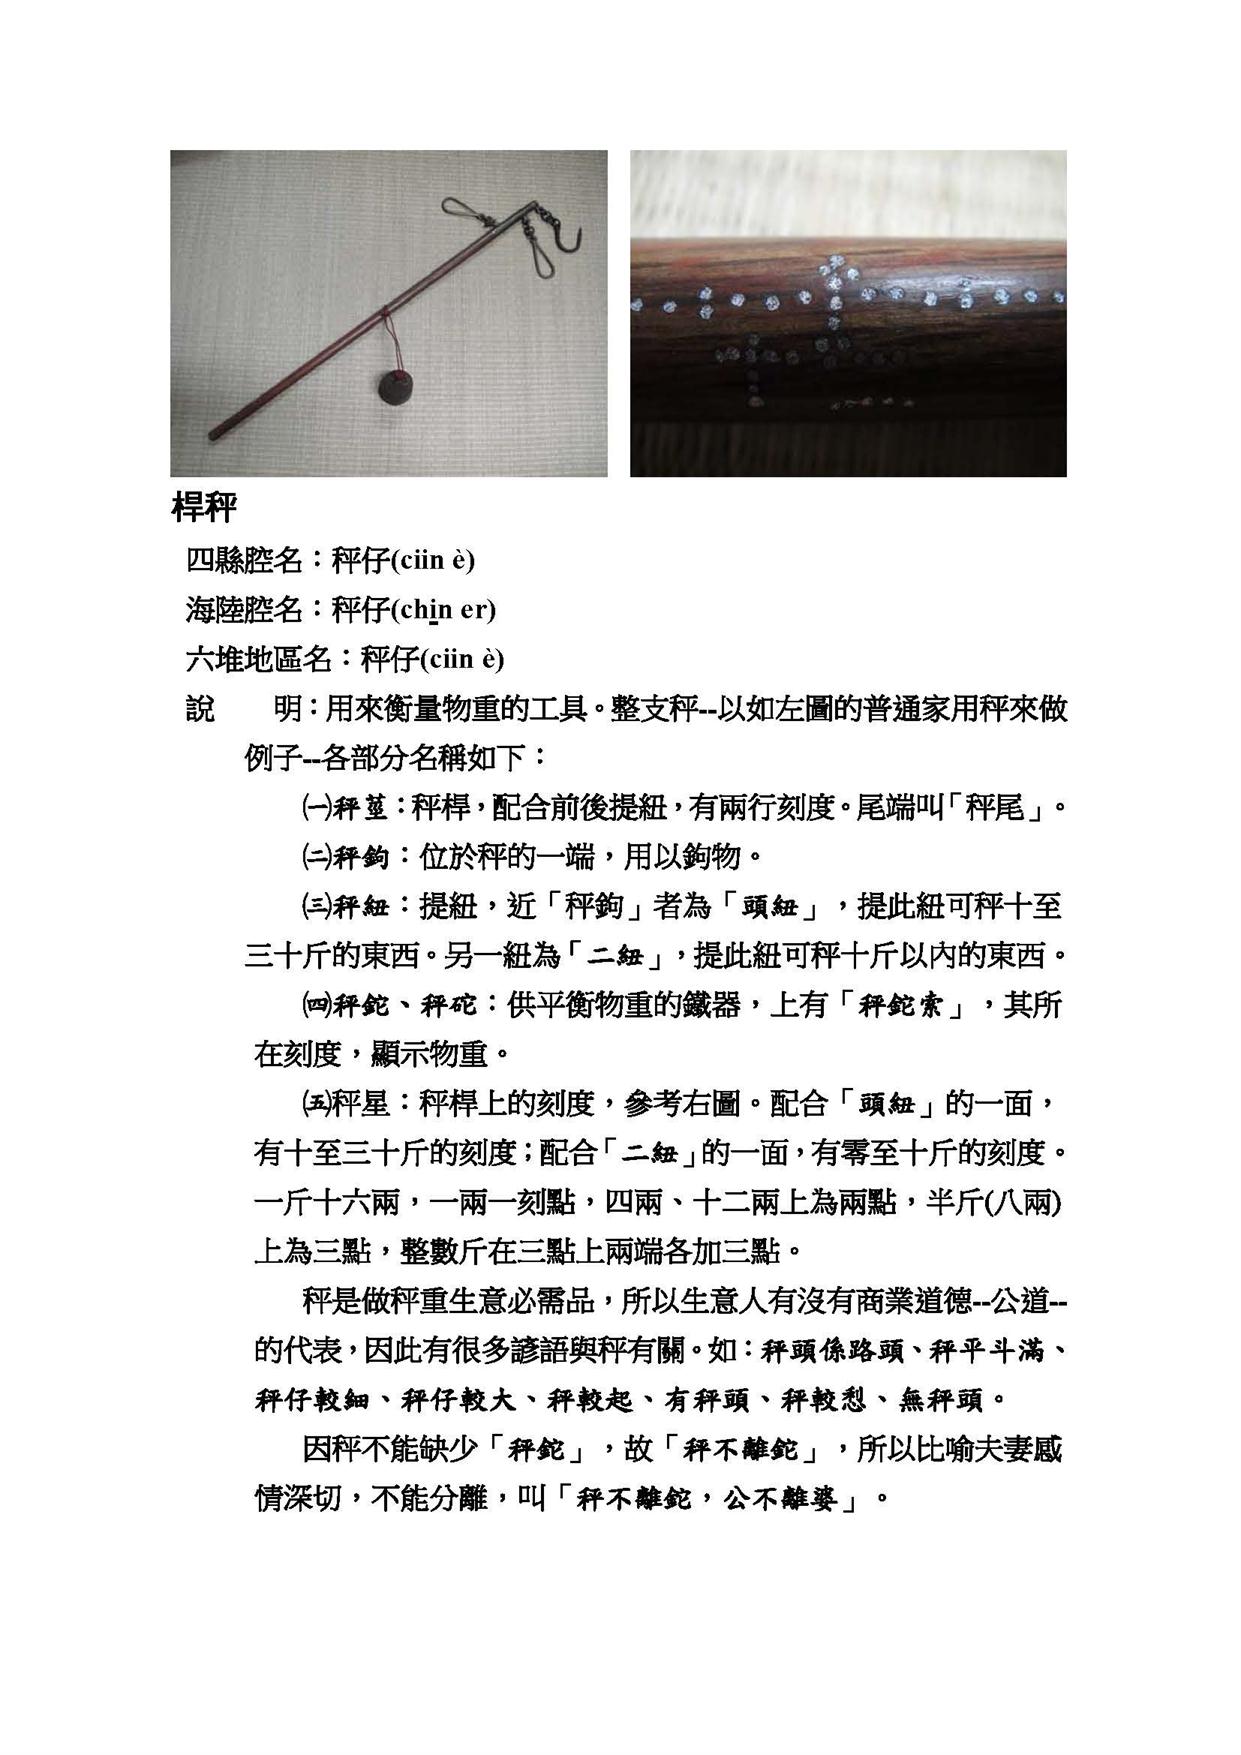 桿秤
四縣腔名：秤仔(ciin è)
海陸腔名：秤仔(chin er)
六堆地區名：秤仔(ciin è)
說　　明：用來衡量物重的工具。整支秤--以如左圖的普通家用秤來做
例子--各部分名稱如下：
㈠秤莖：秤桿，配合前後提紐，有兩行刻度。尾端叫「秤尾」。
㈡秤鉤：位於秤的一端，用以鉤物。
㈢秤紐：提紐，近「秤鉤」者為「頭紐」，提此紐可秤十至
三十斤的東西。另一紐為「二紐」，提此紐可秤十斤以內的東西。
㈣秤鉈、秤砣：供平衡物重的鐵器，上有「秤鉈索」，其所
在刻度，顯示物重。
㈤秤星：秤桿上的刻度，參考右圖。配合「頭紐」的一面，
有十至三十斤的刻度；配合「二紐」的一面，有零至十斤的刻度。
一斤十六兩，一兩一刻點，四兩、十二兩上為兩點，半斤(八兩)
上為三點，整數斤在三點上兩端各加三點。
秤是做秤重生意必需品，所以生意人有沒有商業道德--公道--
的代表，因此有很多諺語與秤有關。如：秤頭係路頭、秤平斗滿、
秤仔較細、秤仔較大、秤較起、有秤頭、秤較㓾、無秤頭。
因秤不能缺少「秤鉈」，故「秤不離鉈」，所以比喻夫妻感
情深切，不能分離，叫「秤不離鉈，公不離婆」。